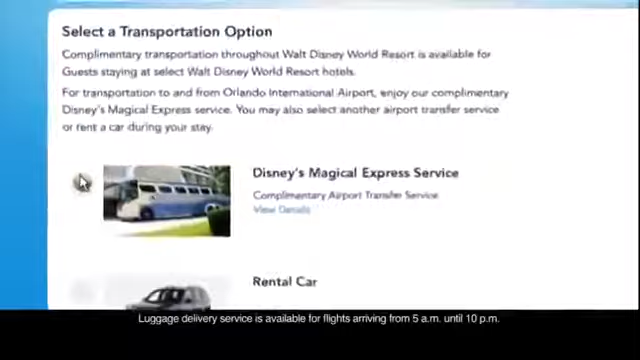 Select a Transportation Option
Complimentary transportation throughout Walt Disney World Resort is available for
Guests staying at select Walt Disney World Resort hotels.
For transportation to and from Orlando International Airport, enjoy our complimentary
Disney's Magical Express service. You may also select another airport transfer service
or rent a car during your stay.
Disney's Magical Express Service
Complimentary Airport Transfer Service
View Details
Rental Car
Luggage delivery service is available for flights arriving from 5 a.m. until 10 p.m.